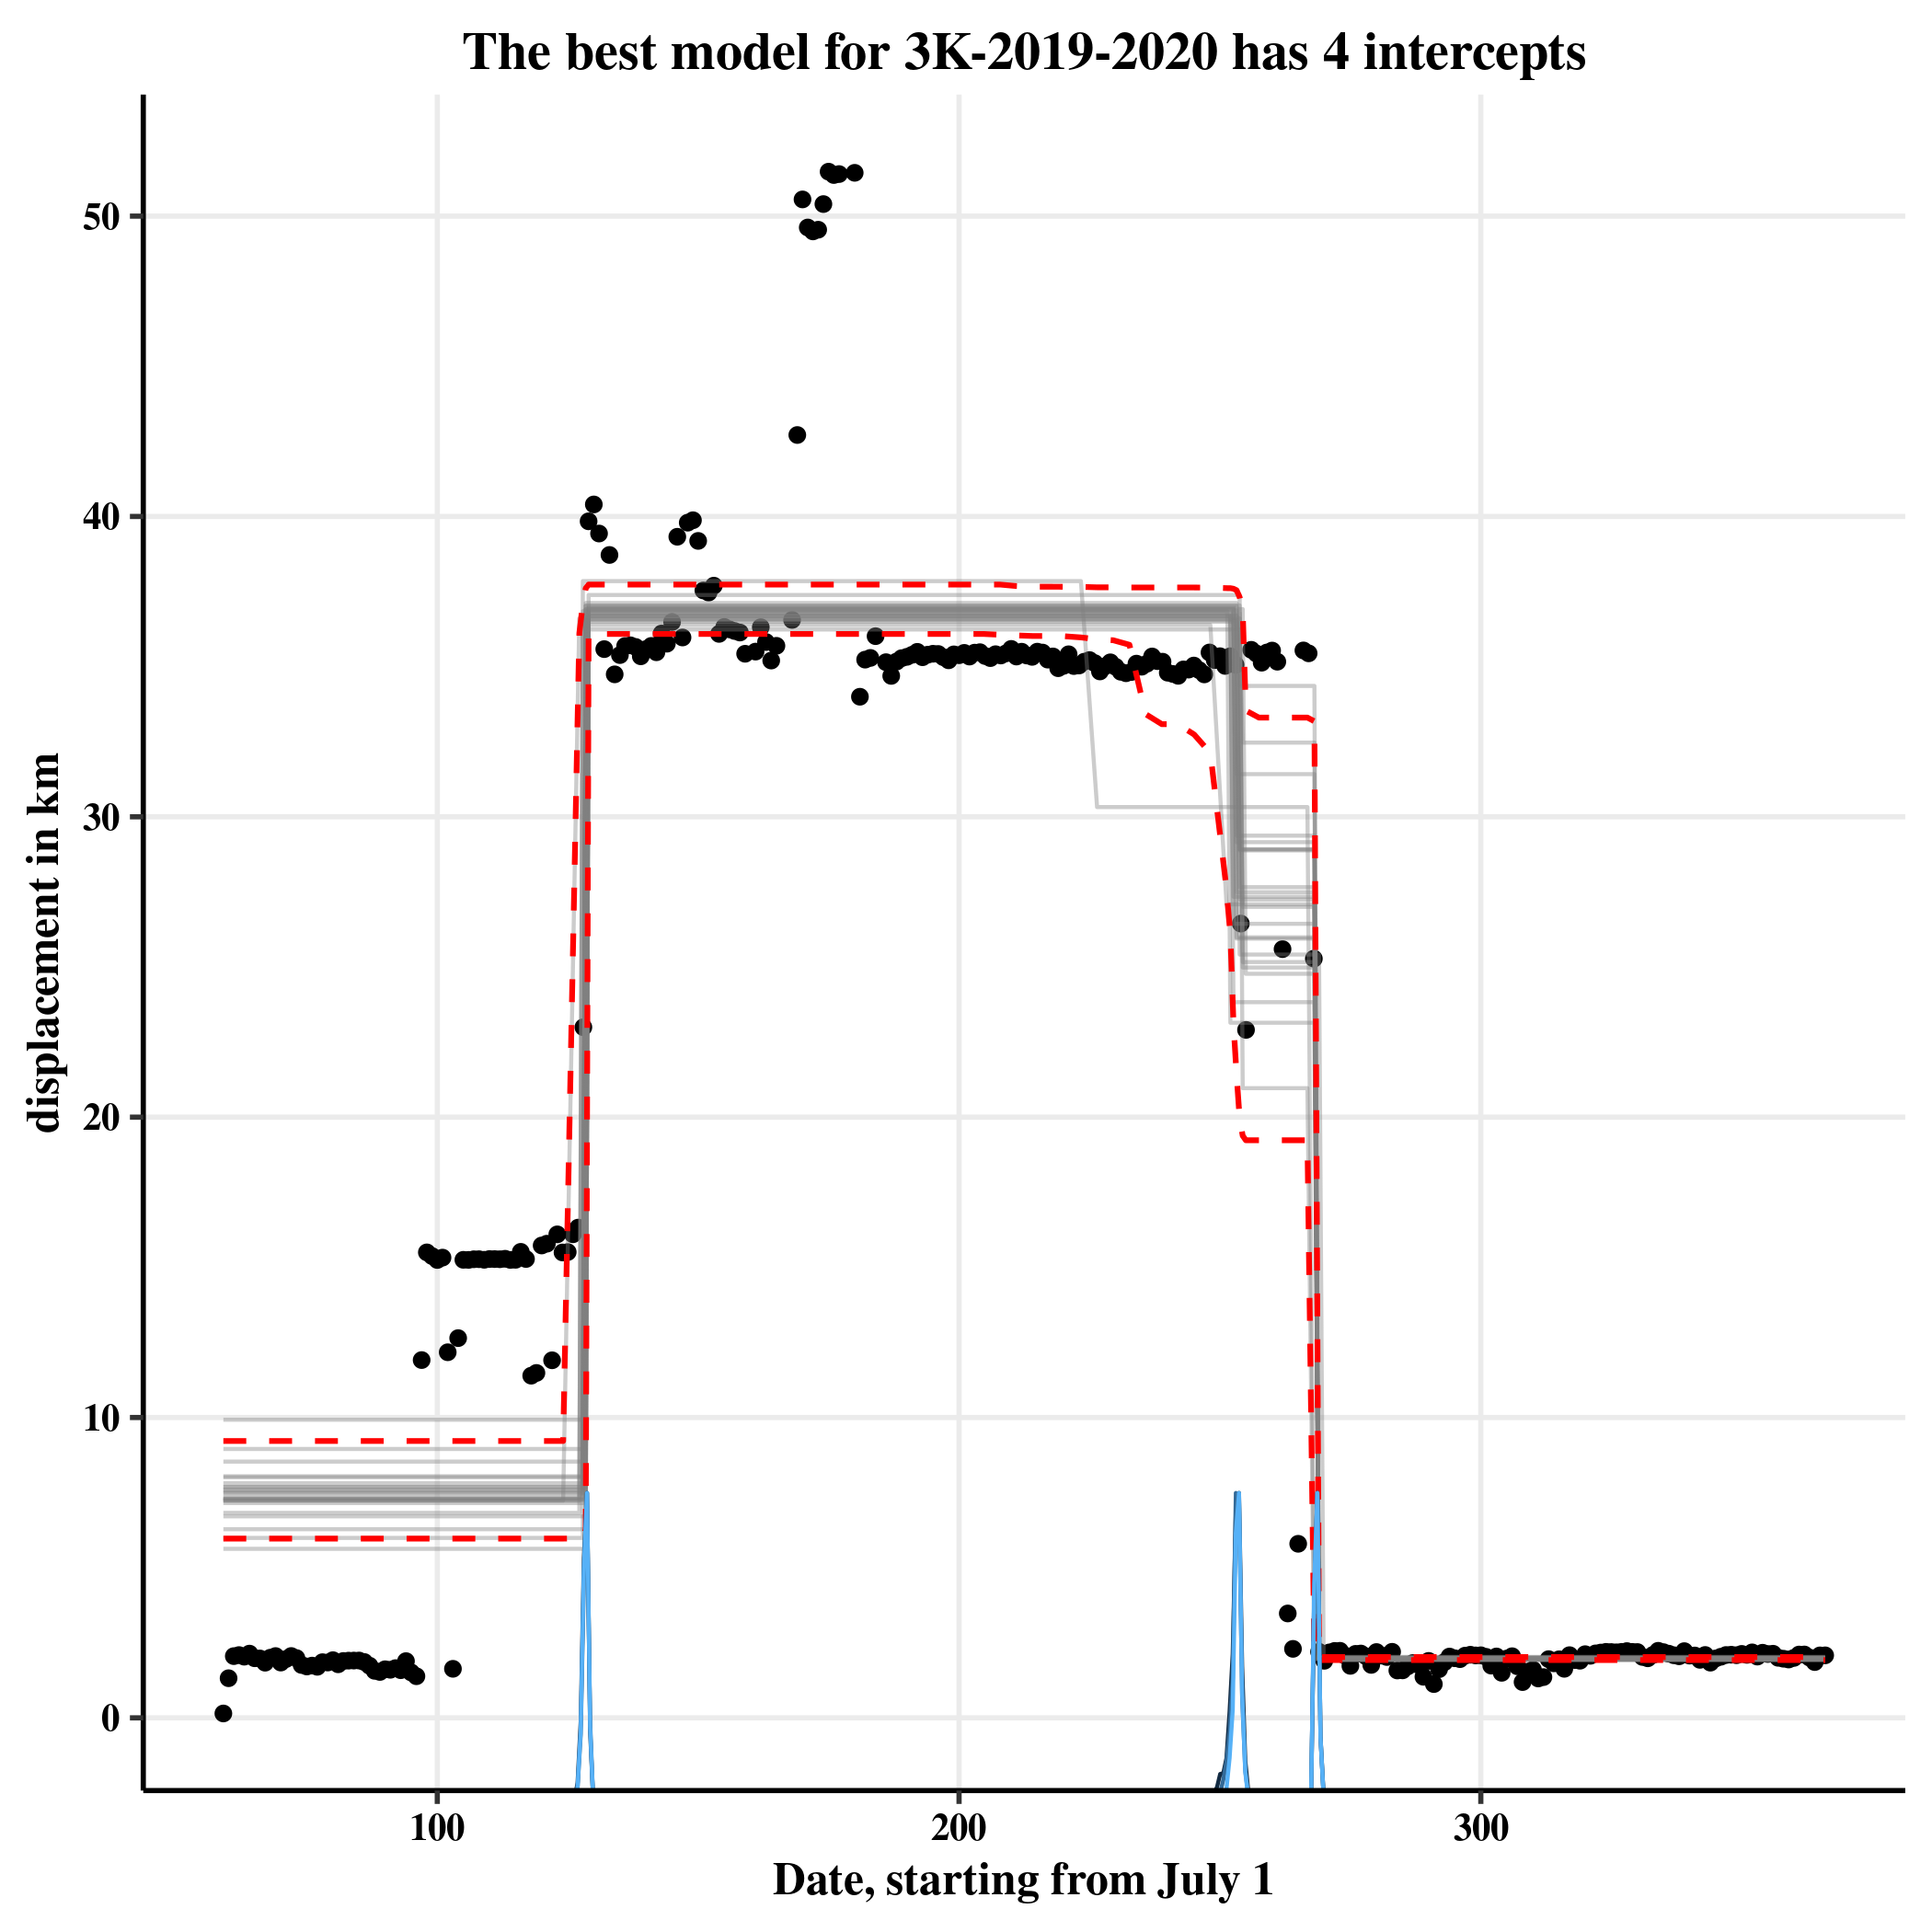 The best model for 3K-2019-2020 has 4 intercepts
displacement in km
50
40
30
20
10
0
100 200 300
Date, starting from July 1